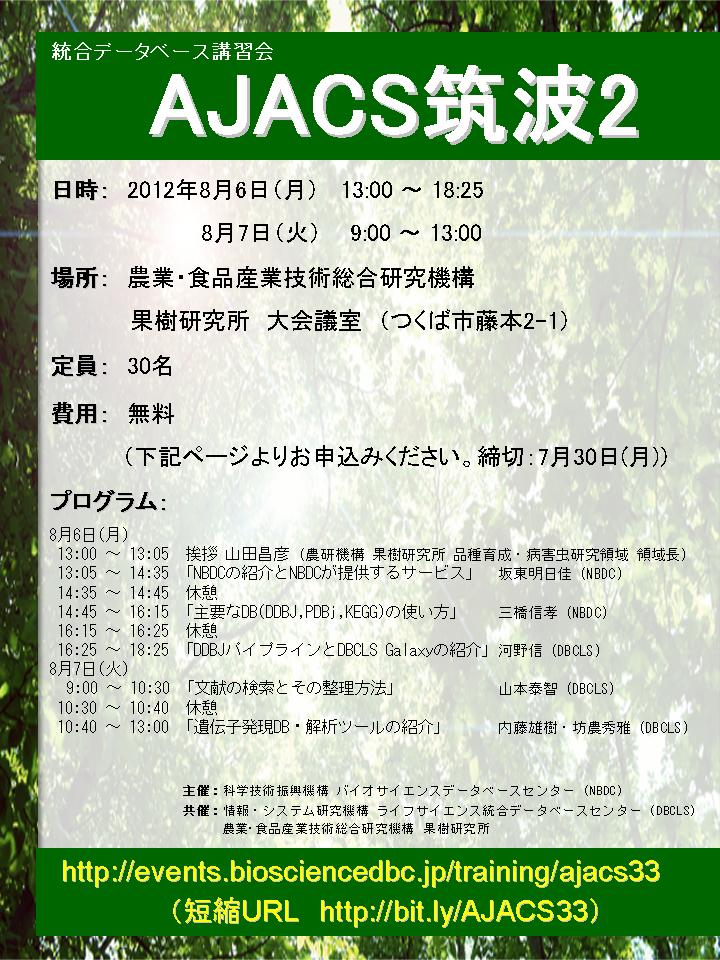 統合データベース講習会
AJACS筑波2
日時： 2012年8月6日（月） 13:00 ～ 18:25
8月7日（火） 9:00 ～ 13:00
場所： 農業・食品産業技術総合研究機構
果樹研究所 大会議室 （つくば市藤本2-1）
定員： 30名
費用： 無料
（下記ページよりお申込みください。締切：7月30日（月））
プログラム：
8月6日（月）
13:00 ～ 13:05 挨拶 山田昌彦 （農研機構 果樹研究所 品種育成・病害虫研究領域 領域長）
13:05 ～ 14:35 「NBDCの紹介とNBDCが提供するサービス」 坂東明日佳（NBDC）
14:35 ～ 14:45 休憩
14:45 ～ 16:15 「主要なDB(DDBJ,PDBj,KEGG)の使い方」 三橋信孝（NBDC）
16:15 ～ 16:25 休憩
16:25 ～ 18:25 「DDBJパイプラインとDBCLS Galaxyの紹介」 河野信（DBCLS）
8月7日（火）
9:00 ～ 10:30 「文献の検索とその整理方法」 山本泰智（DBCLS）
10:30 ～ 10:40 休憩
10:40 ～ 13:00 「遺伝子発現DB・解析ツールの紹介」 内藤雄樹・坊農秀雅（DBCLS）
主催：科学技術振興機構 バイオサイエンスデータベースセンター（NBDC）
共催：情報・システム研究機構 ライフサイエンス統合データベースセンター（DBCLS）
農業・食品産業技術総合研究機構 果樹研究所
http://events.biosciencedbc.jp/training/ajacs33
（短縮URL http://bit.ly/AJACS33）